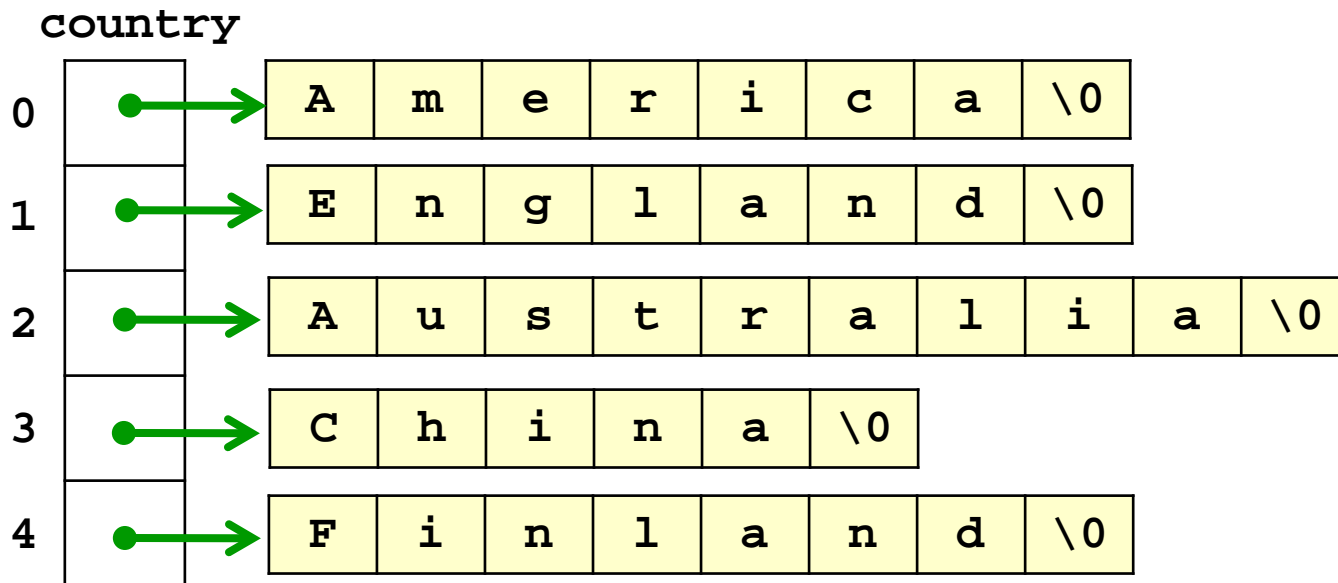 country
0 A m e r i c a \0
1 E n g l a n d \0
2 A u s t r a l i a \0
3 C h i n a \0
4 F i n l a n d \0